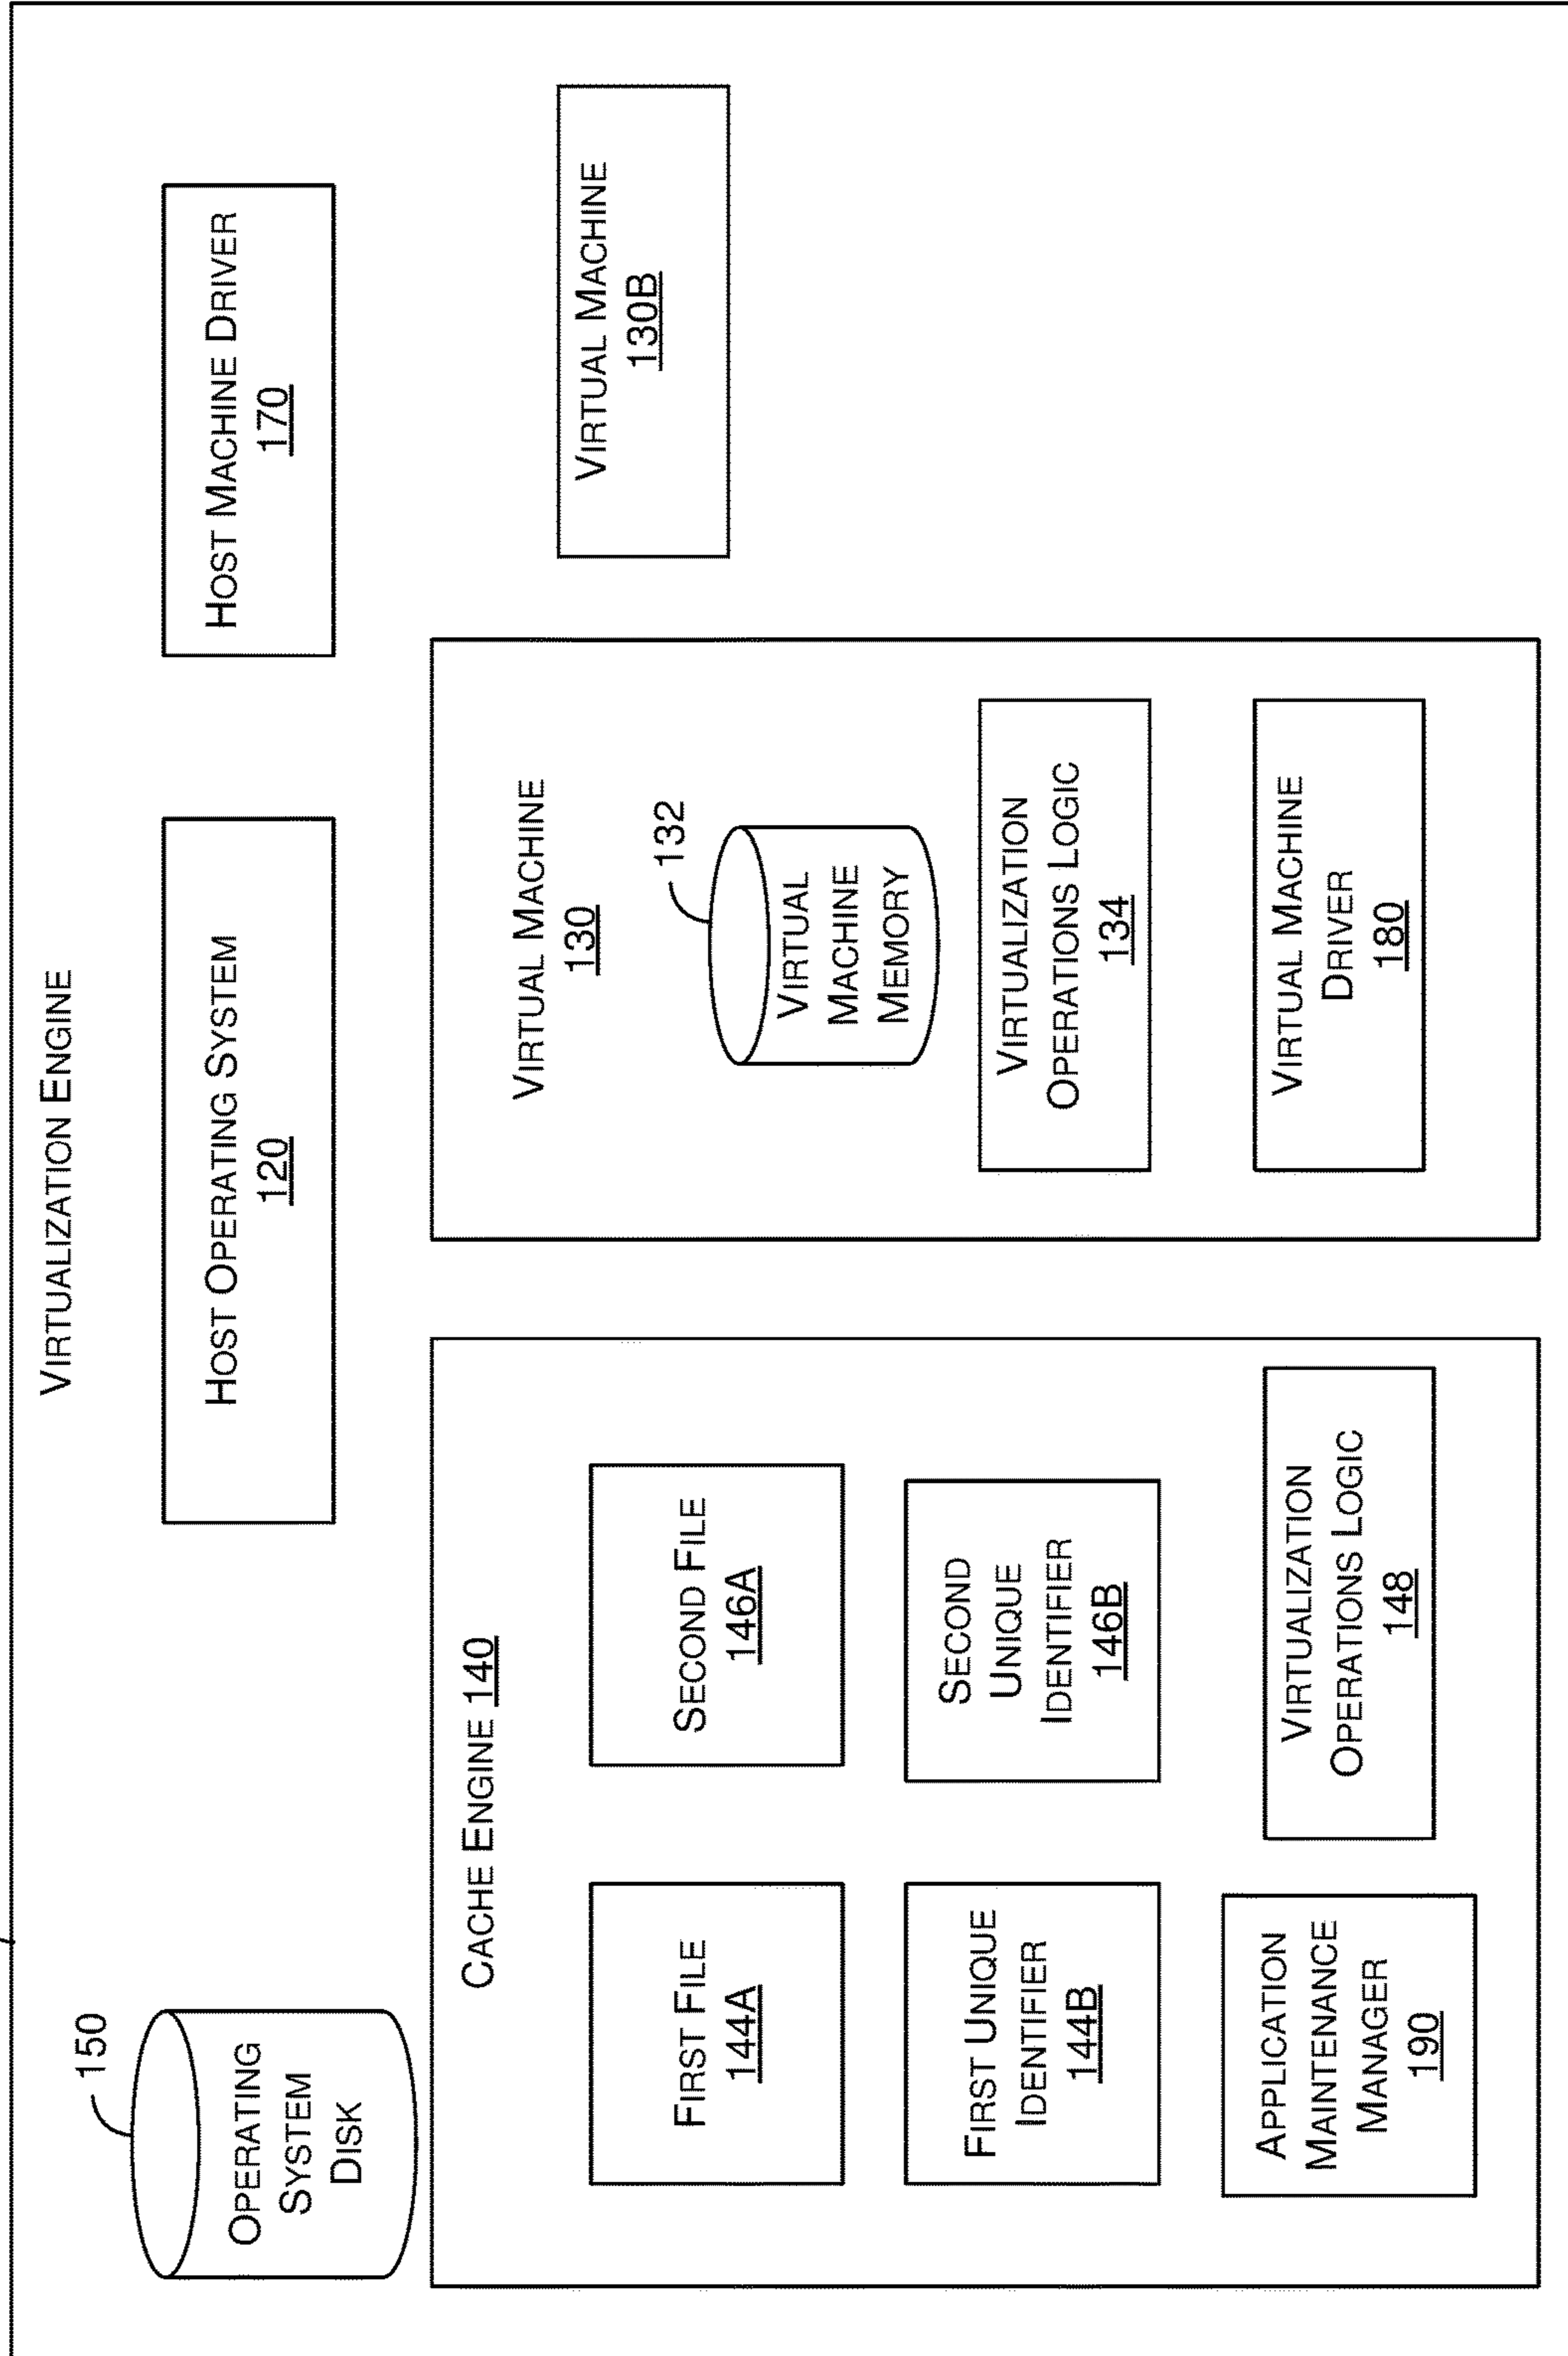 VIRTUALIZATION ENGINE
150
OPERATING
SYSTEM
DISK
HOST OPERATING SYSTEM
120
HOST MACHINE DRIVER
170
CACHE ENGINE 140
FIRST FILE
144A
SECOND FILE
146A
FIRST UNIQUE
IDENTIFIER
144B
SECOND
UNIQUE
IDENTIFIER
146B
APPLICATION
MAINTENANCE
MANAGER
190
VIRTUALIZATION
OPERATIONS LOGIC
148
VIRTUAL MACHINE
130
132
VIRTUAL
MACHINE
MEMORY
VIRTUALIZATION
OPERATIONS LOGIC
134
VIRTUAL MACHINE
DRIVER
180
VIRTUAL MACHINE
130B